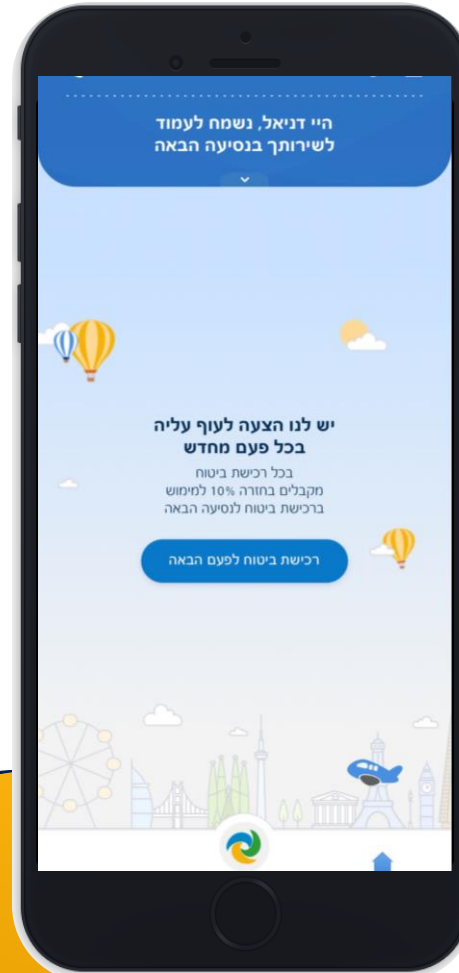 היי דניאל, נשמח לעמוד
לשירותך בנסיעה הבאה
יש לנו הצעה לעוף עליה
בכל פעם מחדש
בכל רכישת ביטוח
מקבלים בחזרה 10% למימוש
ברכישת ביטוח לנסיעה הבאה
רכישת ביטוח לפעם הבאה